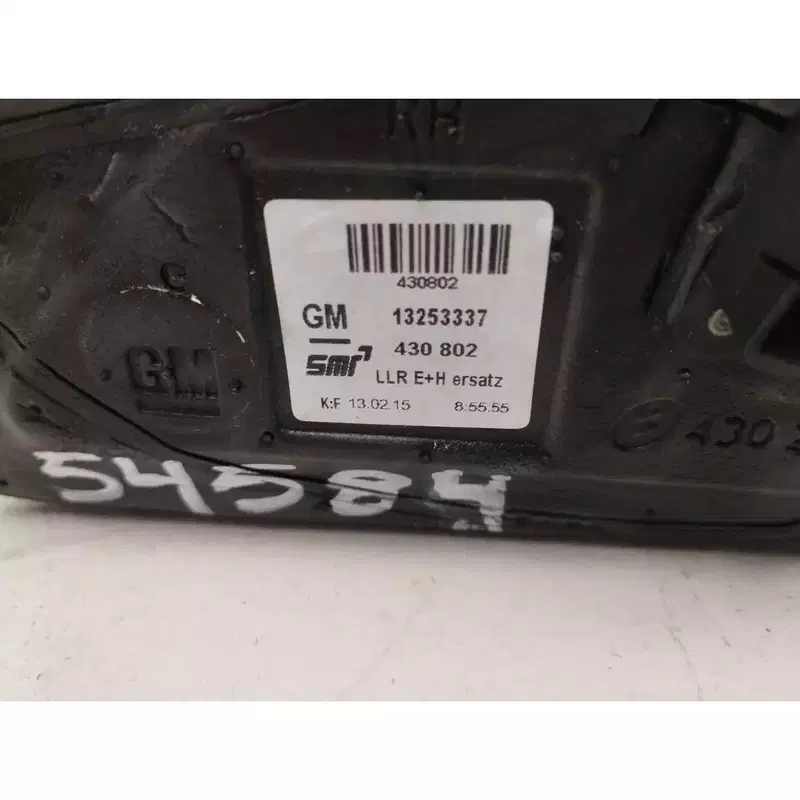 RH
430802
GM 13253337
smr 430 802
LLR E+H ersatz
K:F 13.02.15 8:55.55
G
GM
430
54584